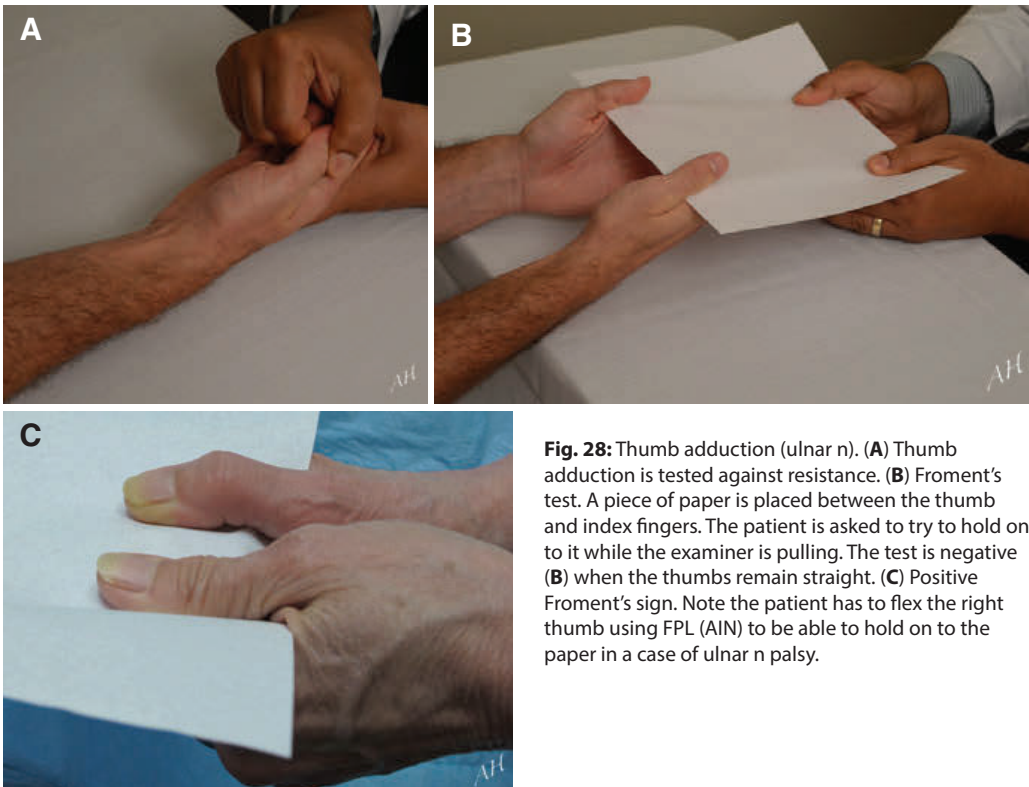 A
B
AH
AH
C
AH
Fig. 28: Thumb adduction (ulnar n). (A) Thumb
adduction is tested against resistance. (B) Froment's
test. A piece of paper is placed between the thumb
and index fingers. The patient is asked to try to hold on
to it while the examiner is pulling. The test is negative
(B) when the thumbs remain straight. (C) Positive
Froment's sign. Note the patient has to flex the right
thumb using FPL (AIN) to be able to hold on to the
paper in a case of ulnar n palsy.